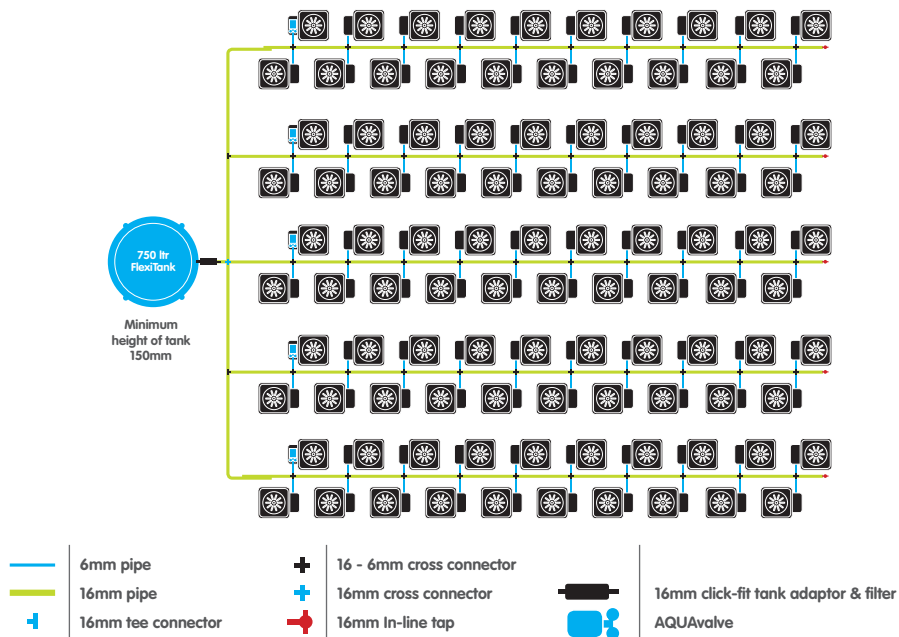 750 ltr
FlexiTank
Minimum
height of tank
150mm
6mm pipe
16mm pipe
16mm tee connector
16 - 6mm cross connector
16mm cross connector
16mm In-line tap
16mm click-fit tank adaptor & filter
AQUAvalve